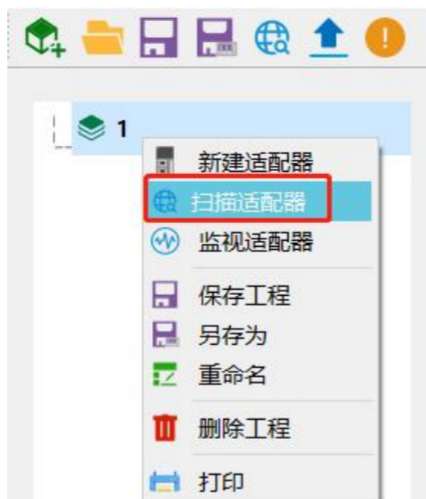 1
新建适配器
扫描适配器
监视适配器
保存工程
另存为
重命名
删除工程
打印